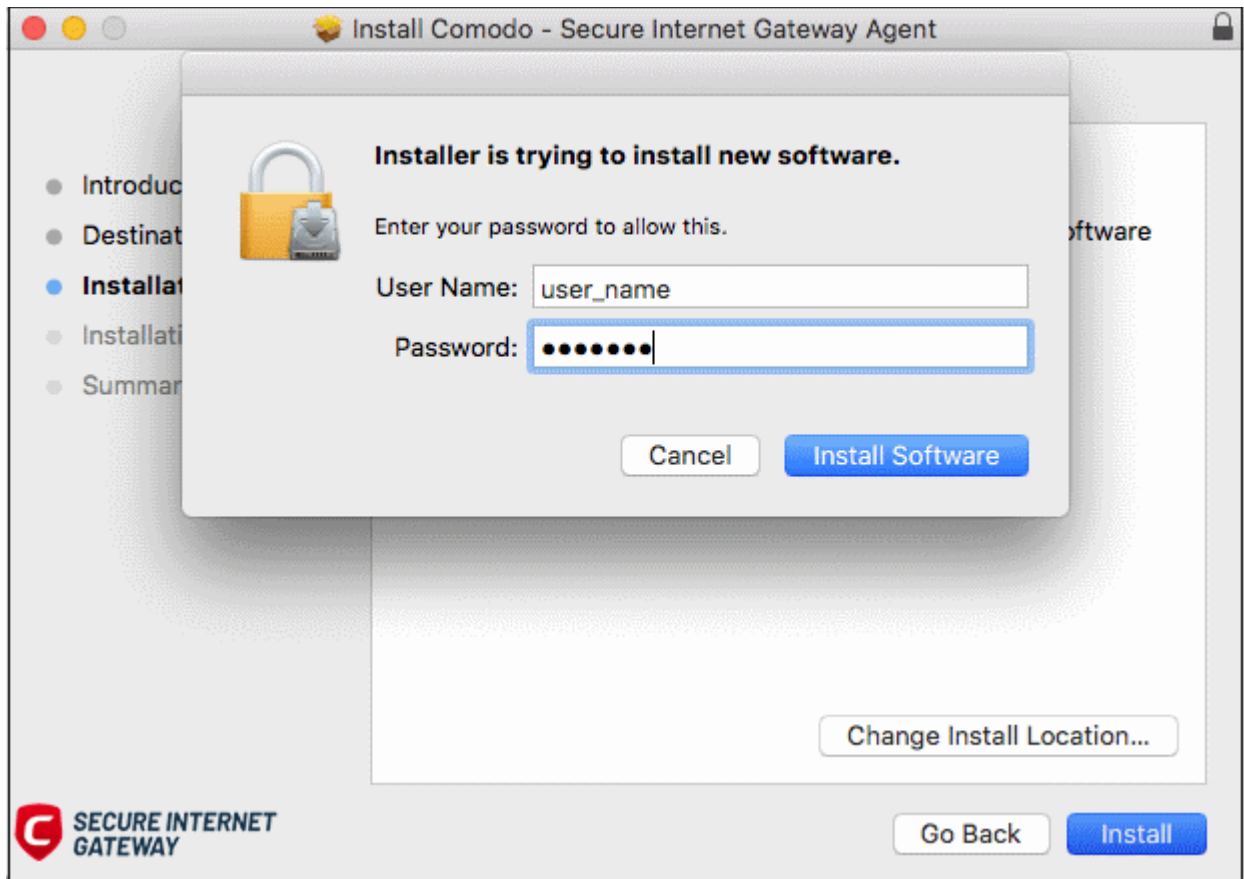 Install Comodo - Secure Internet Gateway Agent
Installer is trying to install new software.
Enter your password to allow this.
User Name: user_name
Password: •••••••
Cancel Install Software
Introduc
Destinat
Installat
Installati
Summar
oftware
Change Install Location...
SECURE INTERNET
GATEWAY
Go Back Install